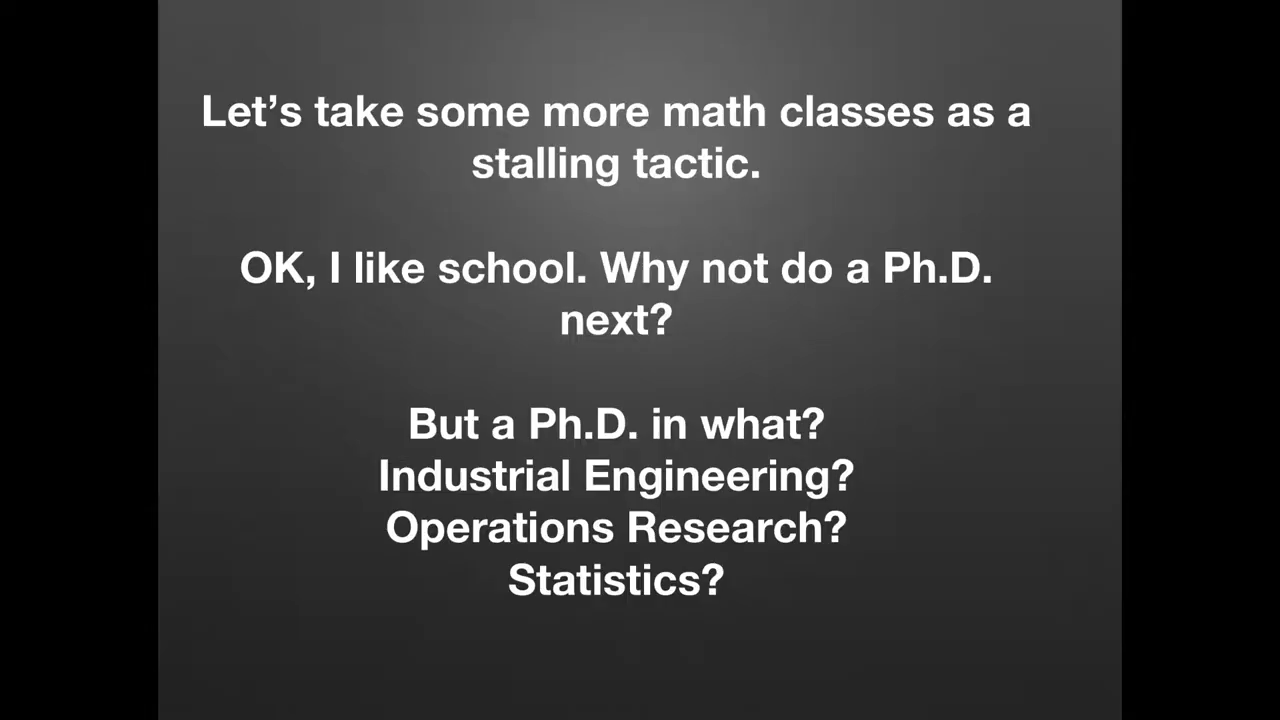 Let’s take some more math classes as a
stalling tactic.
OK, I like school. Why not do a Ph.D.
next?
But a Ph.D. in what?
Industrial Engineering?
Operations Research?
Statistics?